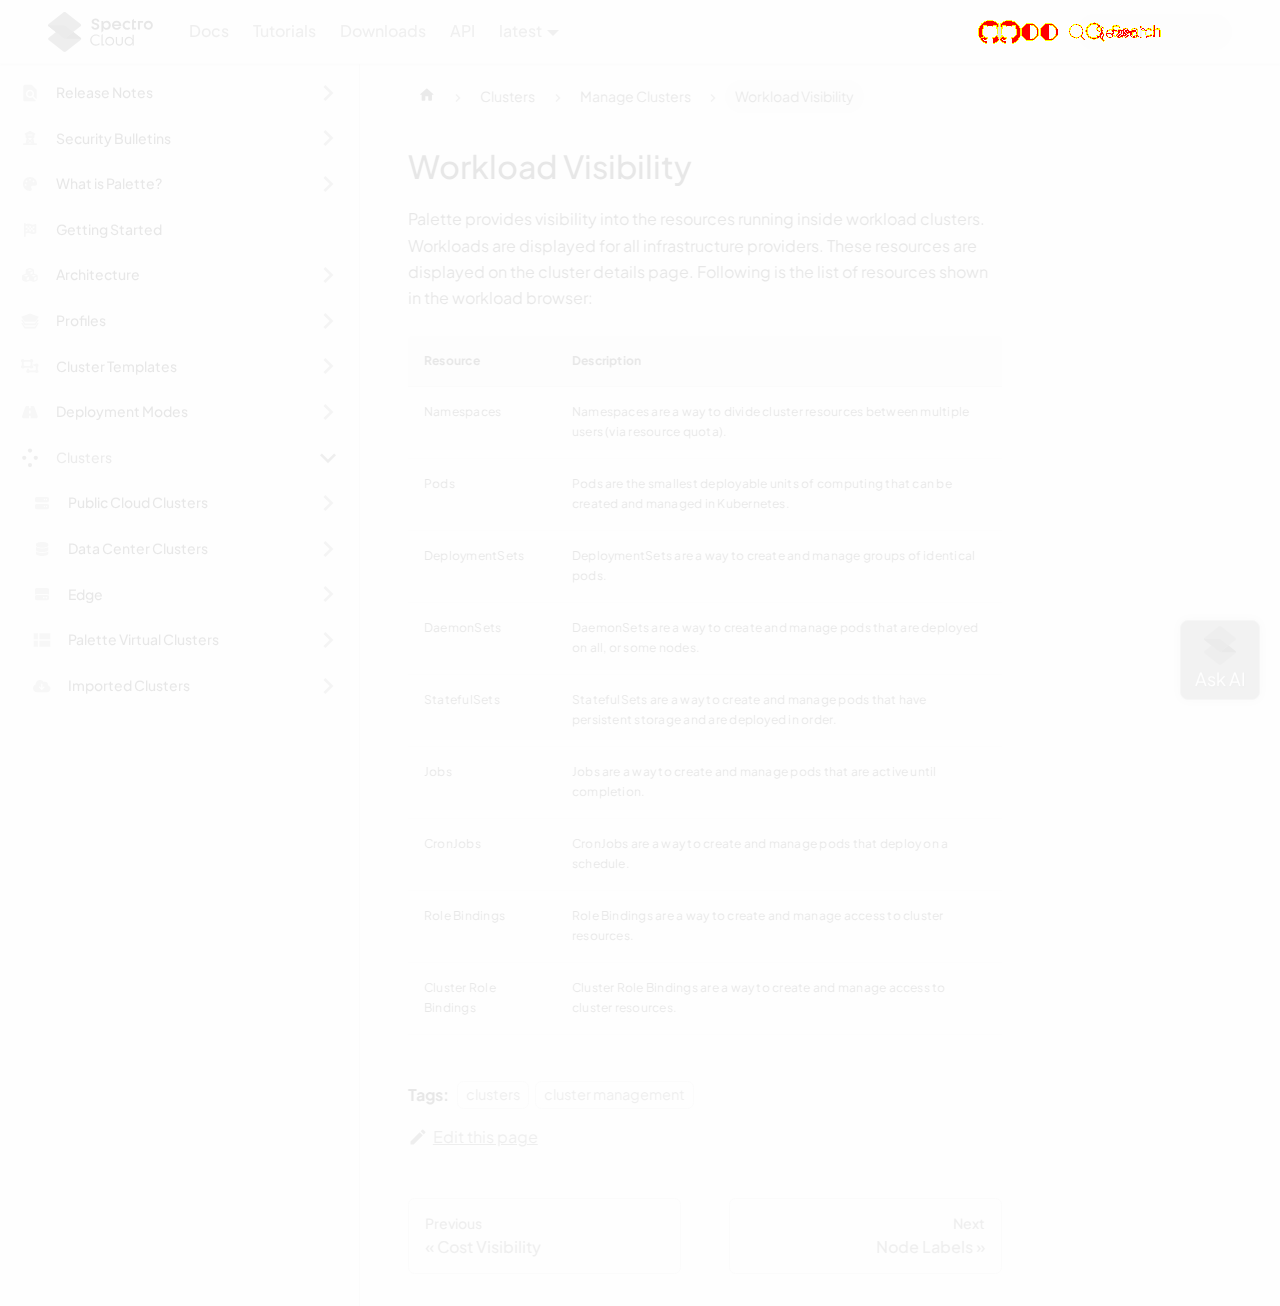 Spectro
Cloud
Docs
Tutorials
Downloads
API
latest
Search
Release Notes
Security Bulletins
What is Palette?
Getting Started
Architecture
Profiles
Cluster Templates
Deployment Modes
Clusters
Public Cloud Clusters
Data Center Clusters
Edge
Palette Virtual Clusters
Imported Clusters
Clusters
Manage Clusters
Workload Visibility
Workload Visibility
Palette provides visibility into the resources running inside workload clusters.
Workloads are displayed for all infrastructure providers. These resources are
displayed on the cluster details page. Following is the list of resources shown
in the workload browser:
Resource Description
Namespaces Namespaces are a way to divide cluster resources between multiple
users (via resource quota).
Pods Pods are the smallest deployable units of computing that can be
created and managed in Kubernetes.
DeploymentSets DeploymentSets are a way to create and manage groups of identical
pods.
DaemonSets DaemonSets are a way to create and manage pods that are deployed
on all, or some nodes.
StatefulSets StatefulSets are a way to create and manage pods that have
persistent storage and are deployed in order.
Jobs Jobs are a way to create and manage pods that are active until
completion.
CronJobs CronJobs are a way to create and manage pods that deploy on a
schedule.
Role Bindings Role Bindings are a way to create and manage access to cluster
resources.
Cluster Role Cluster Role Bindings are a way to create and manage access to
Bindings cluster resources.
Ask AI
Tags: clusters cluster management
Edit this page
Previous
« Cost Visibility
Next
Node Labels »